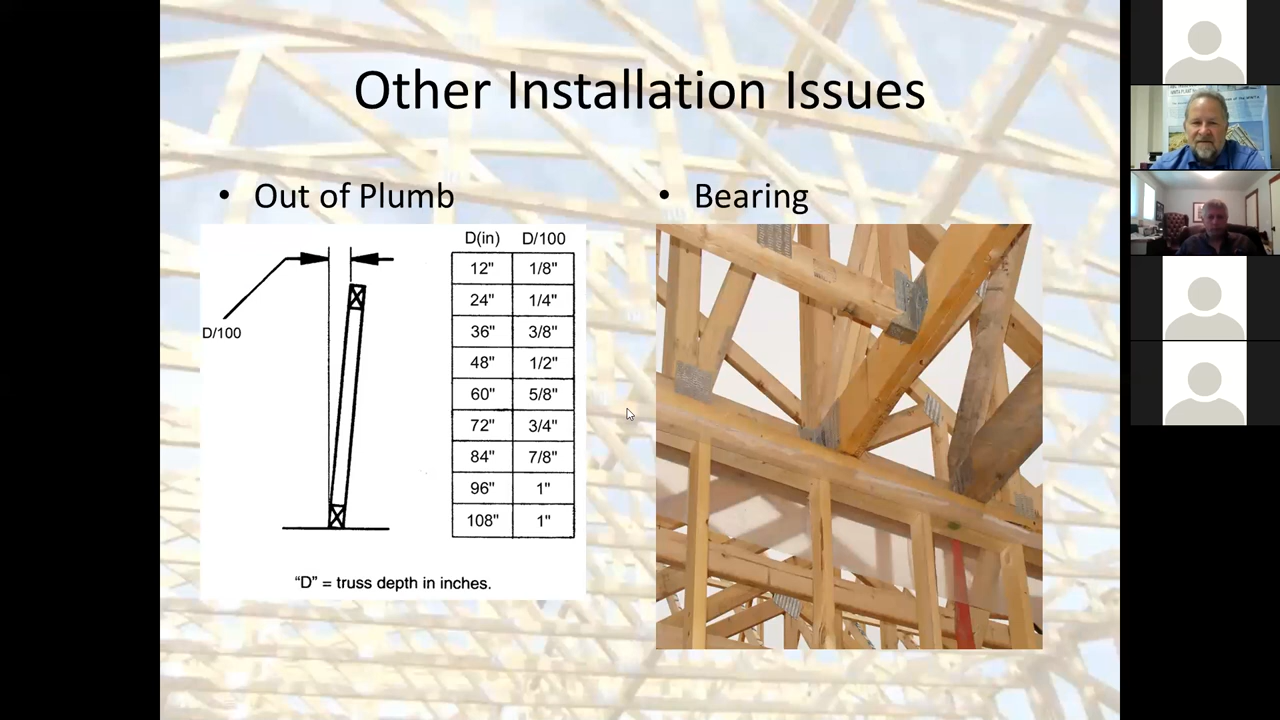 Other Installation Issues
• Out of Plumb
• Bearing
D(in) D/100
12" 1/8"
24" 1/4"
36" 3/8"
48" 1/2"
60" 5/8"
72" 3/4"
84" 7/8"
96" 1"
108" 1"
D/100
“D” = truss depth in inches.